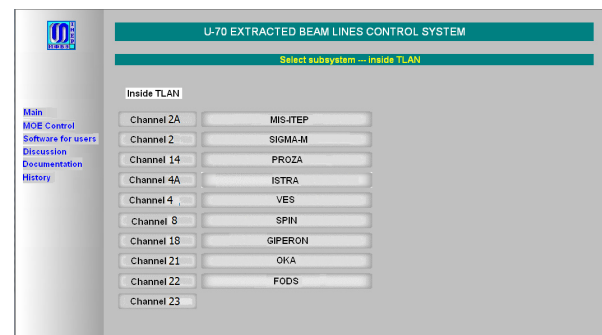 U-70 EXTRACTED BEAM LINES CONTROL SYSTEM
Select subsystem --- inside TLAN
Inside TLAN
Main
MOE Control
Software for users
Discussion
Documentation
History
Channel 2A MIS-ITEP
Channel 2 SIGMA-M
Channel 14 PROZA
Channel 4A ISTRA
Channel 4 VES
Channel 8 SPIN
Channel 18 GIPERON
Channel 21 OKA
Channel 22 FODS
Channel 23